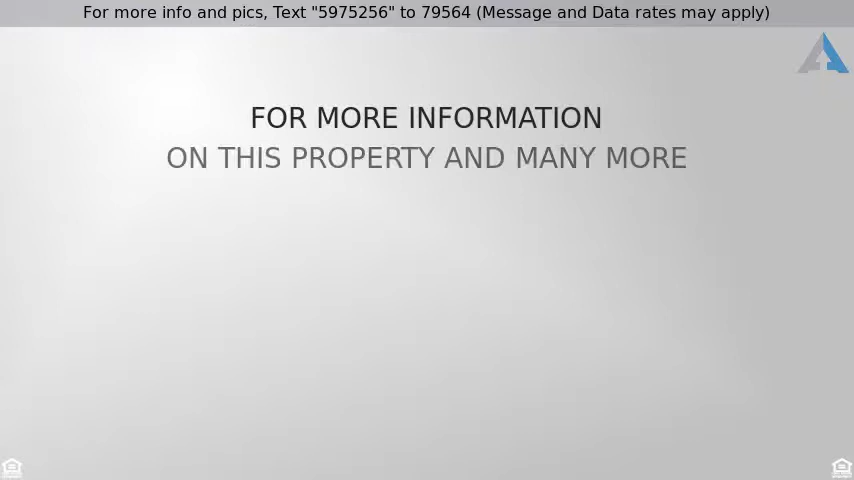 For more info and pics, Text "5975256" to 79564 (Message and Data rates may apply)
FOR MORE INFORMATION
ON THIS PROPERTY AND MANY MORE